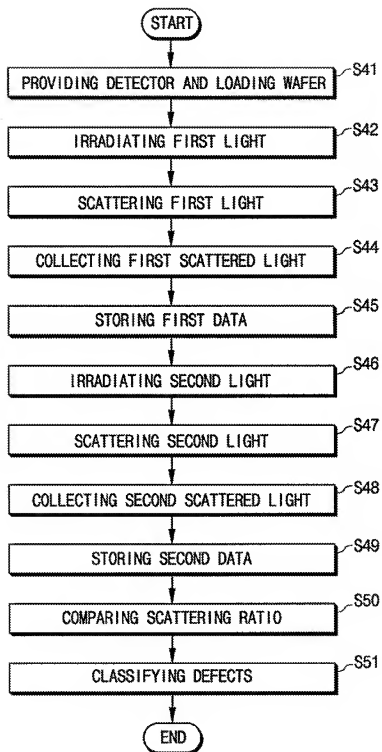 START
PROVIDING DETECTOR AND LOADING WAFER S41
IRRADIATING FIRST LIGHT S42
SCATTERING FIRST LIGHT S43
COLLECTING FIRST SCATTERED LIGHT S44
STORING FIRST DATA S45
IRRADIATING SECOND LIGHT S46
SCATTERING SECOND LIGHT S47
COLLECTING SECOND SCATTERED LIGHT S48
STORING SECOND DATA S49
COMPARING SCATTERING RATIO S50
CLASSIFYING DEFECTS S51
END